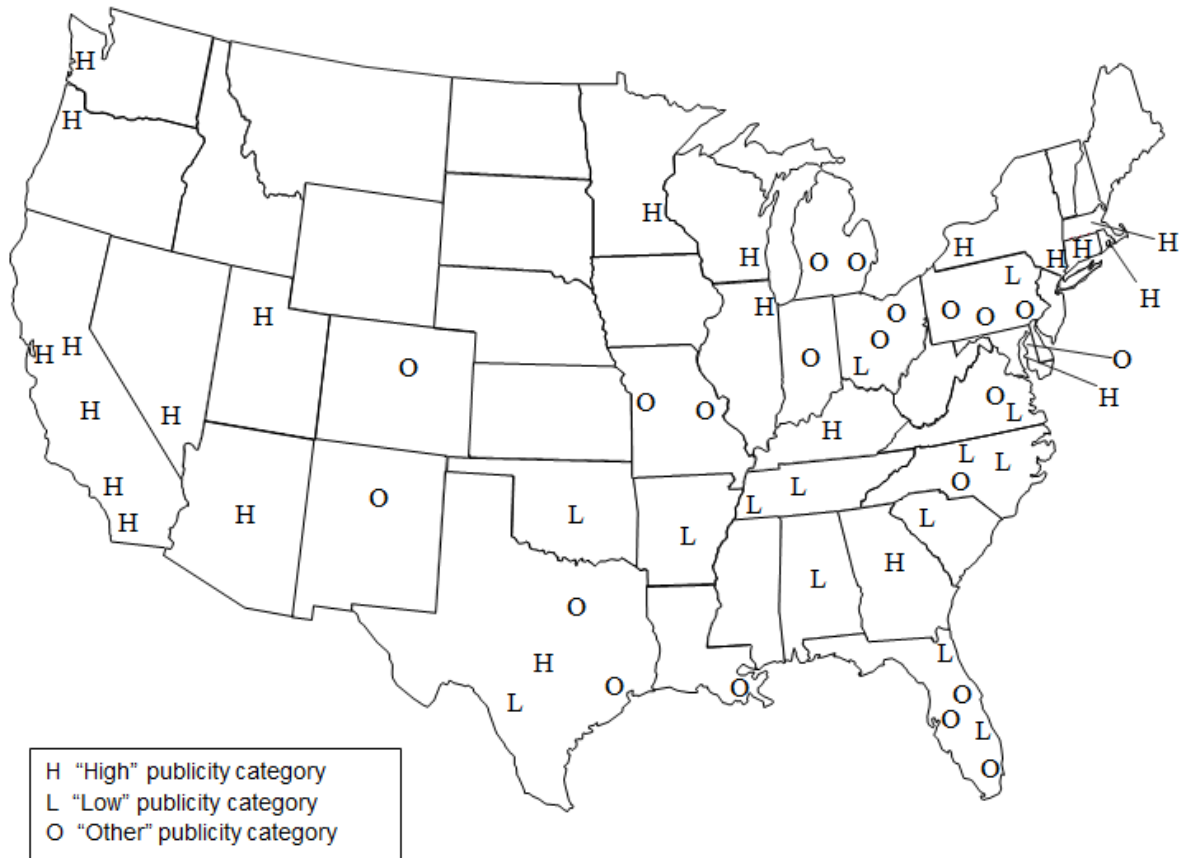 H
H
H
H
H H
H H
O O
L
H
H O O
H O O
O
H H O O
O L
O H
H H O O L
H
L L
H L O
O L
H H L L
L
H
L
O
H L
O O O
L
O
L
O
H “High” publicity category
L “Low” publicity category
O “Other” publicity category